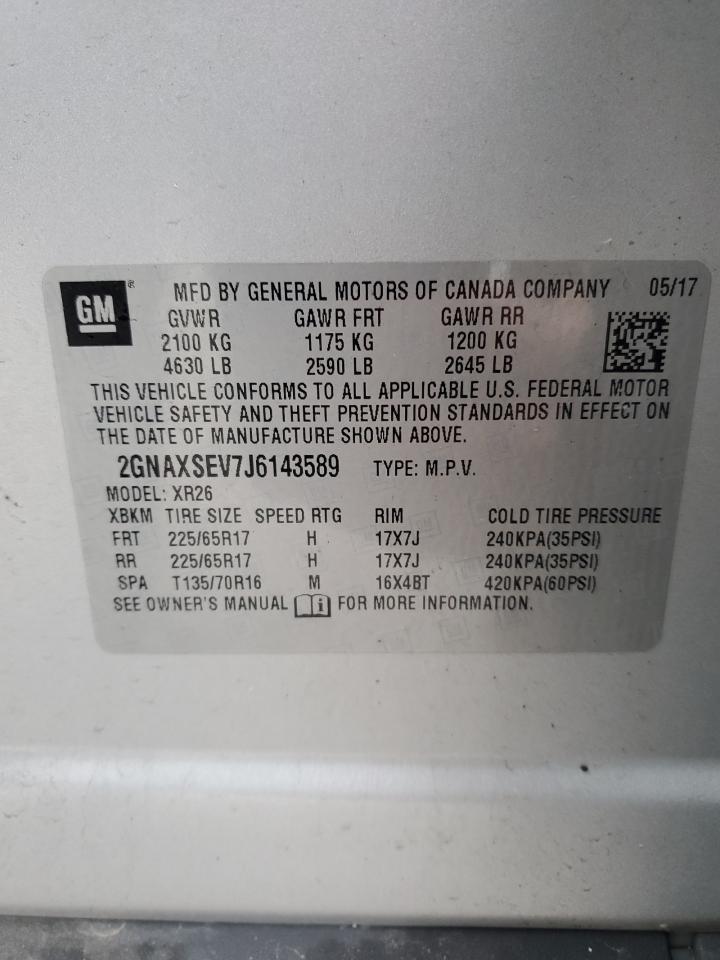 GM® MFD BY GENERAL MOTORS OF CANADA COMPANY 05/17
GVWR GAWR FRT GAWR RR
2100 KG 1175 KG 1200 KG
4630 LB 2590 LB 2645 LB
THIS VEHICLE CONFORMS TO ALL APPLICABLE U.S. FEDERAL MOTOR
VEHICLE SAFETY AND THEFT PREVENTION STANDARDS IN EFFECT ON
THE DATE OF MANUFACTURE SHOWN ABOVE.
2GNAXSEV7J6143589 TYPE: M.P.V.
MODEL: XR26
XBKM TIRE SIZE SPEED RTG RIM COLD TIRE PRESSURE
FRT 225/65R17 H 17X7J 240KPA(35PSI)
RR 225/65R17 H 17X7J 240KPA(35PSI)
SPA T135/70R16 M 16X4BT 420KPA(60PSI)
SEE OWNER'S MANUAL i FOR MORE INFORMATION.